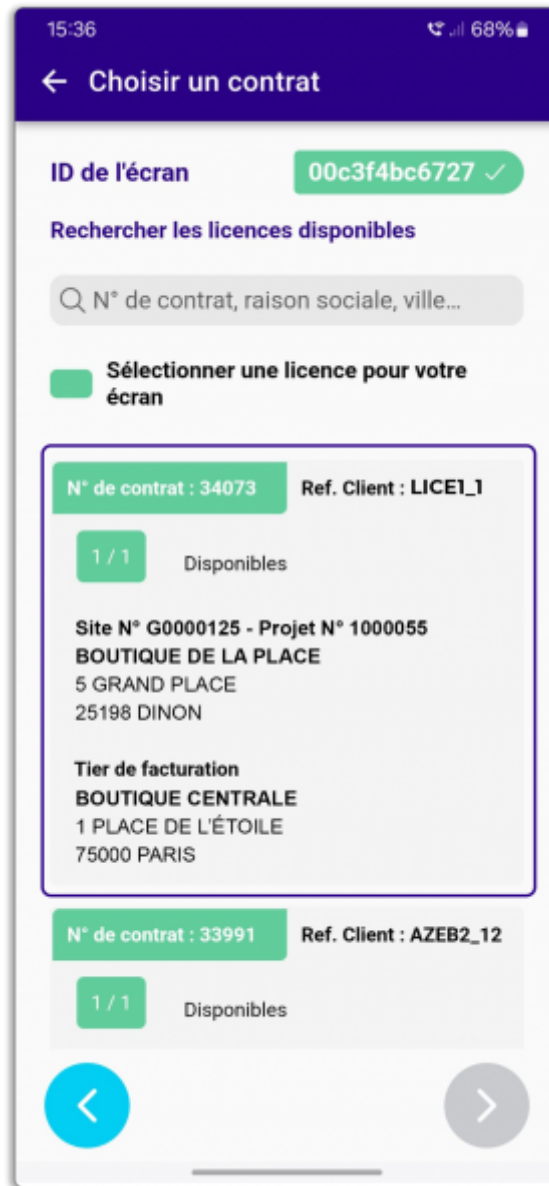 15:36
68%
Choisir un contrat
ID de l'écran
00c3f4bc6727
Rechercher les licences disponibles
N° de contrat, raison sociale, ville...
Sélectionner une licence pour votre
écran
N° de contrat : 34073 Ref. Client : LICE1_1
1 / 1 Disponibles
Site N° G0000125 - Projet N° 1000055
BOUTIQUE DE LA PLACE
5 GRAND PLACE
25198 DINON
Tier de facturation
BOUTIQUE CENTRALE
1 PLACE DE L'ÉTOILE
75000 PARIS
N° de contrat : 33991 Ref. Client : AZEB2_12
1 / 1 Disponibles